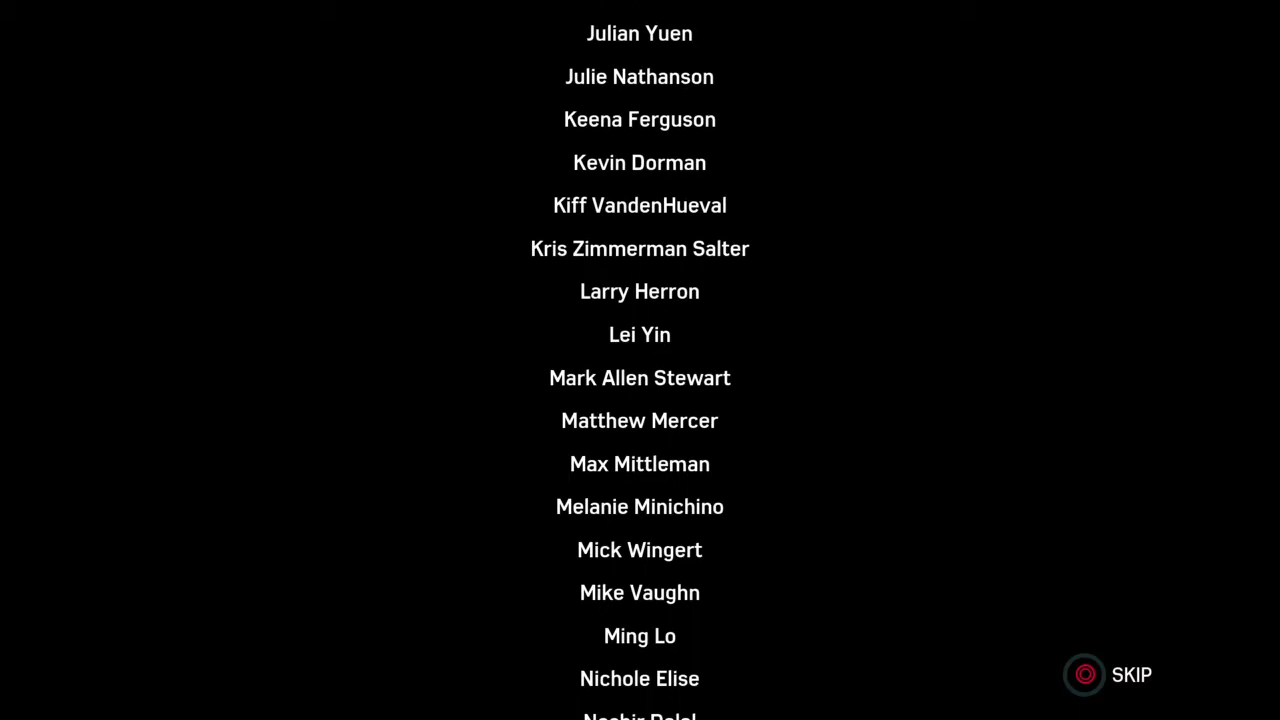 Julian Yuen
Julie Nathanson
Keena Ferguson
Kevin Dorman
Kiff VandenHueval
Kris Zimmerman Salter
Larry Herron
Lei Yin
Mark Allen Stewart
Matthew Mercer
Max Mittleman
Melanie Minichino
Mick Wingert
Mike Vaughn
Ming Lo
Nichole Elise
SKIP